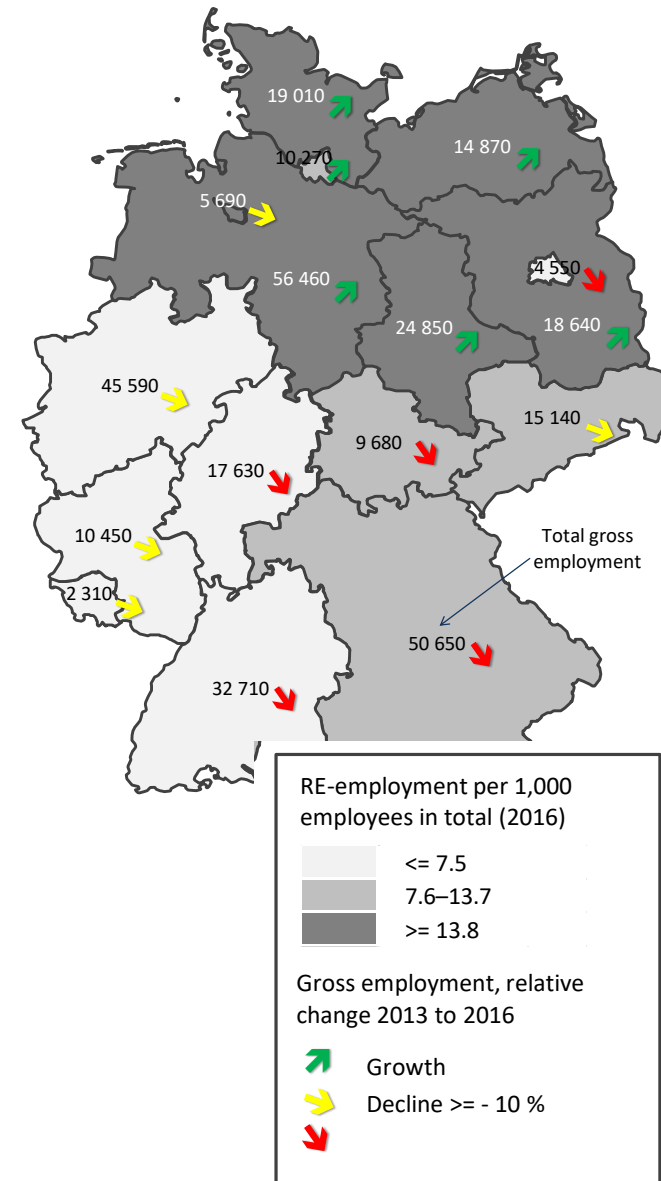 19 010
14 870
10 270
5 690
4 550
56 460
24 850
18 640
45 590
15 140
9 680
17 630
10 450
Total gross
employment
2 310
50 650
32 710
RE-employment per 1,000
employees in total (2016)
<= 7.5
7.6–13.7
>= 13.8
Gross employment, relative
change 2013 to 2016
Growth
Decline >= - 10 %